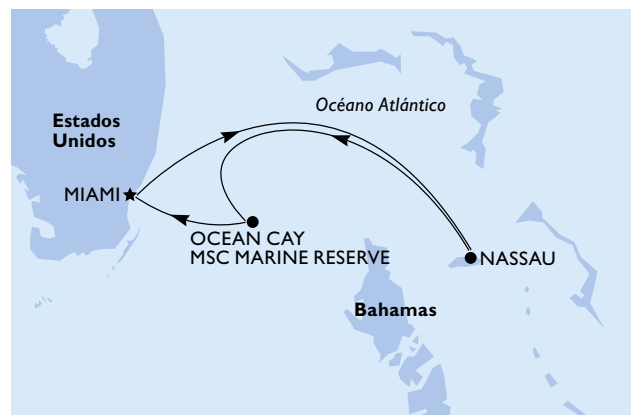 Océano Atlántico
Estados
Unidos
MIAMI
OCEAN CAY
MSC MARINE RESERVE
NASSAU
Bahamas